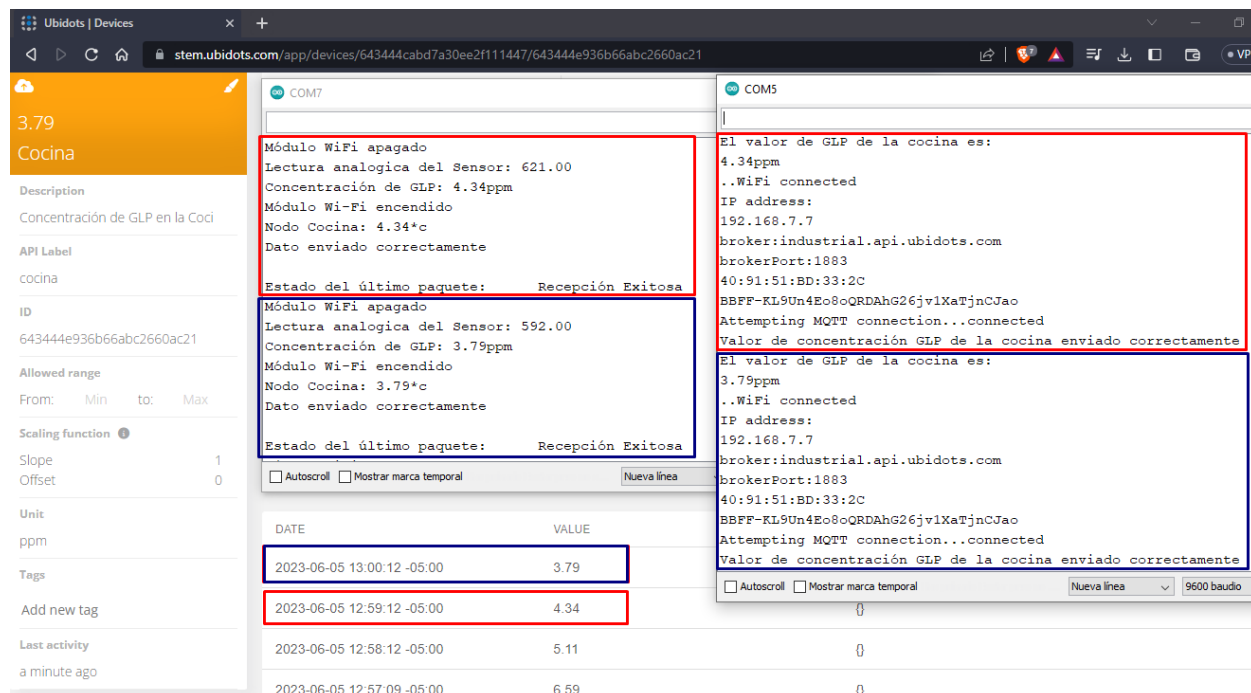 Ubidots | Devices
stem.ubidots.com/app/devices/643444cabd7a30ee2f111447/643444e936b66abc2660ac21
VP
3.79
Cocina
Description
Concentración de GLP en la Coci
API Label
cocina
ID
643444e936b66abc2660ac21
Allowed range
From: Min to: Max
Scaling function
Slope 1
Offset 0
Unit
ppm
Tags
Add new tag
Last activity
a minute ago
COM7
Módulo WiFi apagado
Lectura analogica del Sensor: 621.00
Concentración de GLP: 4.34ppm
Módulo Wi-Fi encendido
Nodo Cocina: 4.34*c
Dato enviado correctamente
Estado del último paquete: Recepción Exitosa
Módulo WiFi apagado
Lectura analogica del Sensor: 592.00
Concentración de GLP: 3.79ppm
Módulo Wi-Fi encendido
Nodo Cocina: 3.79*c
Dato enviado correctamente
Estado del último paquete: Recepción Exitosa
Autoscroll Mostrar marca temporal Nueva línea
COM5
El valor de GLP de la cocina es:
4.34ppm
..WiFi connected
IP address:
192.168.7.7
broker:industrial.api.ubidots.com
brokerPort:1883
40:91:51:BD:33:2C
BBFF-KL9Un4Eo8oQRDAhG26jv1XaTjnCJao
Attempting MQTT connection...connected
Valor de concentración GLP de la cocina enviado correctamente
El valor de GLP de la cocina es:
3.79ppm
..WiFi connected
IP address:
192.168.7.7
broker:industrial.api.ubidots.com
brokerPort:1883
40:91:51:BD:33:2C
BBFF-KL9Un4Eo8oQRDAhG26jv1XaTjnCJao
Attempting MQTT connection...connected
Valor de concentración GLP de la cocina enviado correctamente
Autoscroll Mostrar marca temporal Nueva línea 9600 baudio
DATE VALUE
2023-06-05 13:00:12 -05:00 3.79
2023-06-05 12:59:12 -05:00 4.34 {}
2023-06-05 12:58:12 -05:00 5.11 {}
2023-06-05 12:57:09 -05:00 6.59 {}